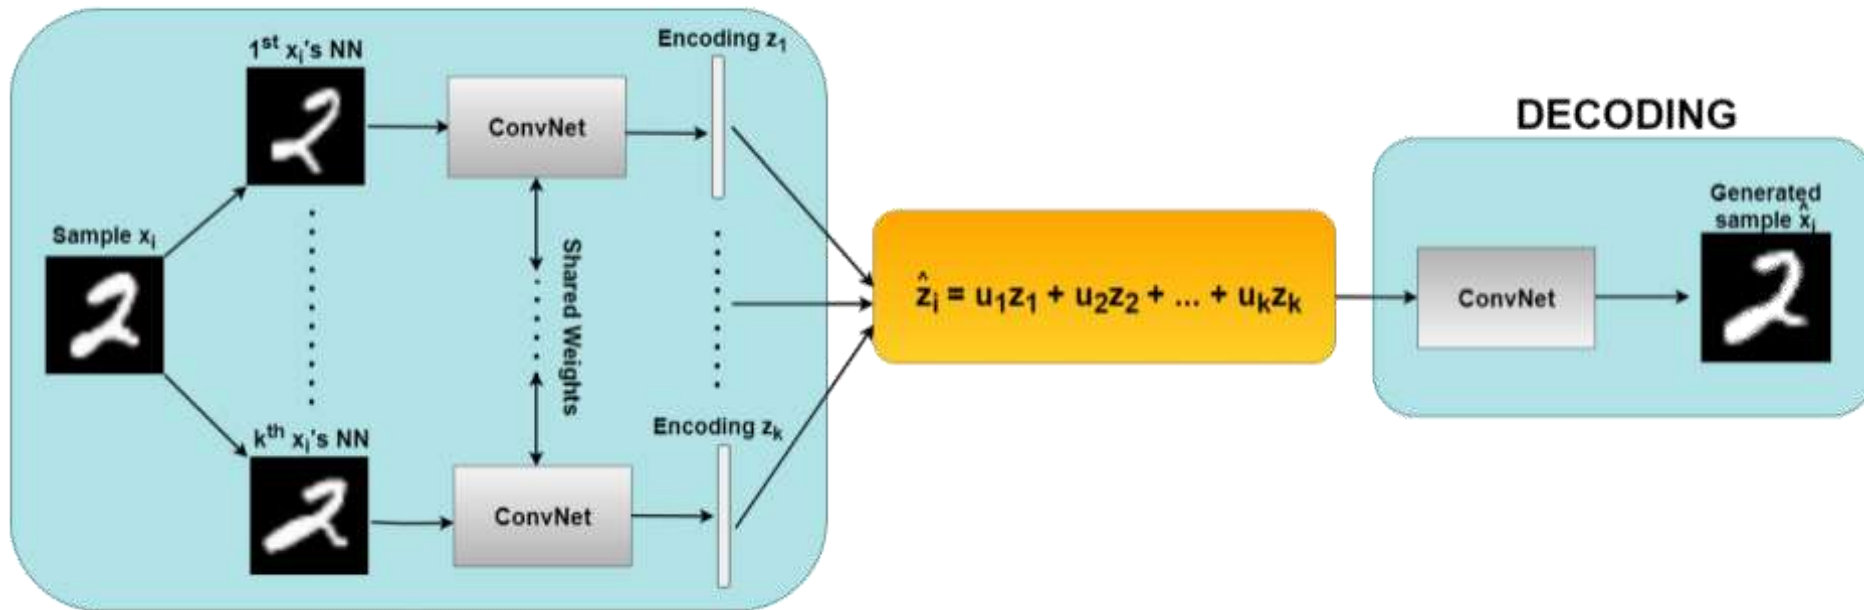 Sample xᵢ
1ˢᵗ xᵢ's NN
kᵗʰ xᵢ's NN
ConvNet
Shared Weights
ConvNet
Encoding z₁
Encoding zₖ
ẑᵢ = u₁z₁ + u₂z₂ + ... + uₖzₖ
DECODING
ConvNet
Generated
sample x̂ᵢ